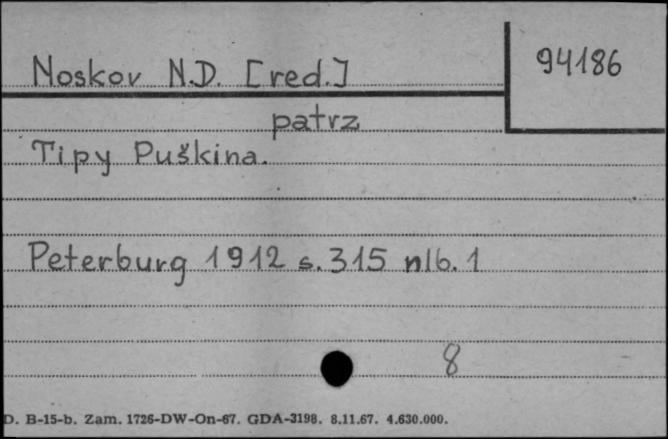 Noskov N.D. [red.]
94186
patrz
Tipy Puškina.
Peterburg 1912 s. 315 nlb. 1
8
D. B-15-b. Zam. 1726-DW-On-67. GDA-3198. 8.11.67. 4.630.000.